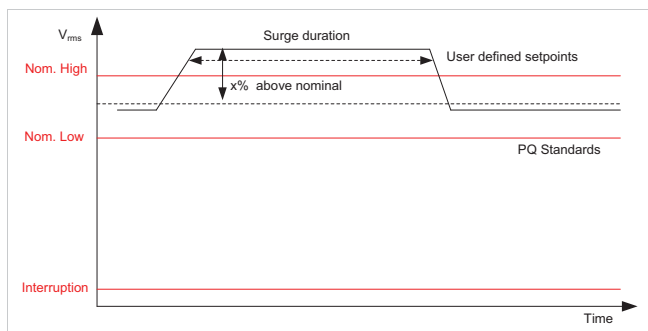 Vrms
Surge duration
User defined setpoints
Nom. High
x% above nominal
Nom. Low
PQ Standards
Interruption
Time